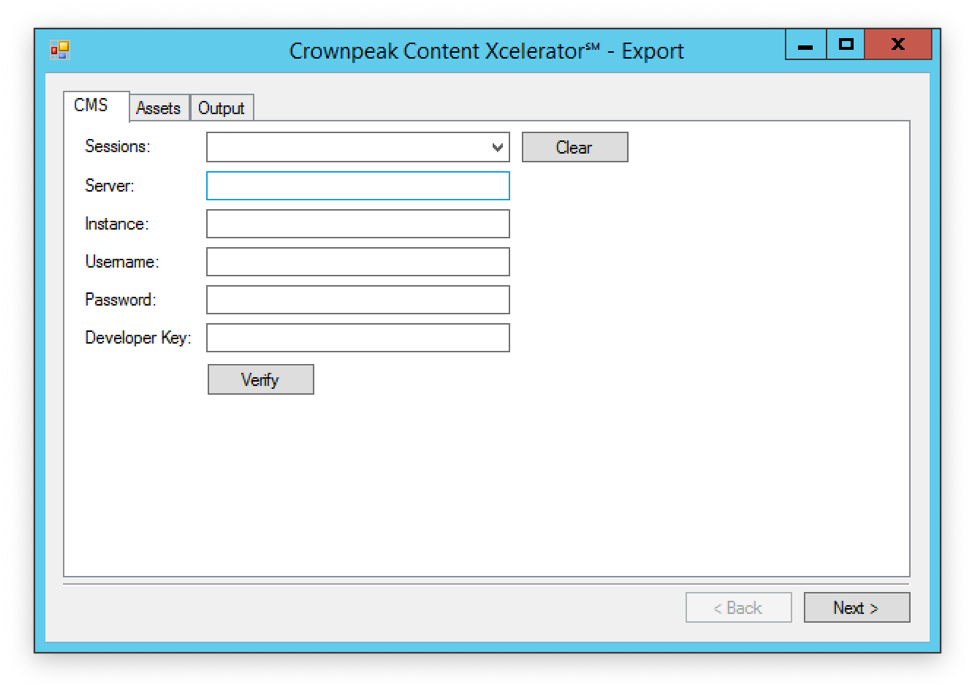 Crownpeak Content Xcelerator℠ - Export
CMS Assets Output
Sessions: Clear
Server:
Instance:
Username:
Password:
Developer Key:
Verify
< Back Next >